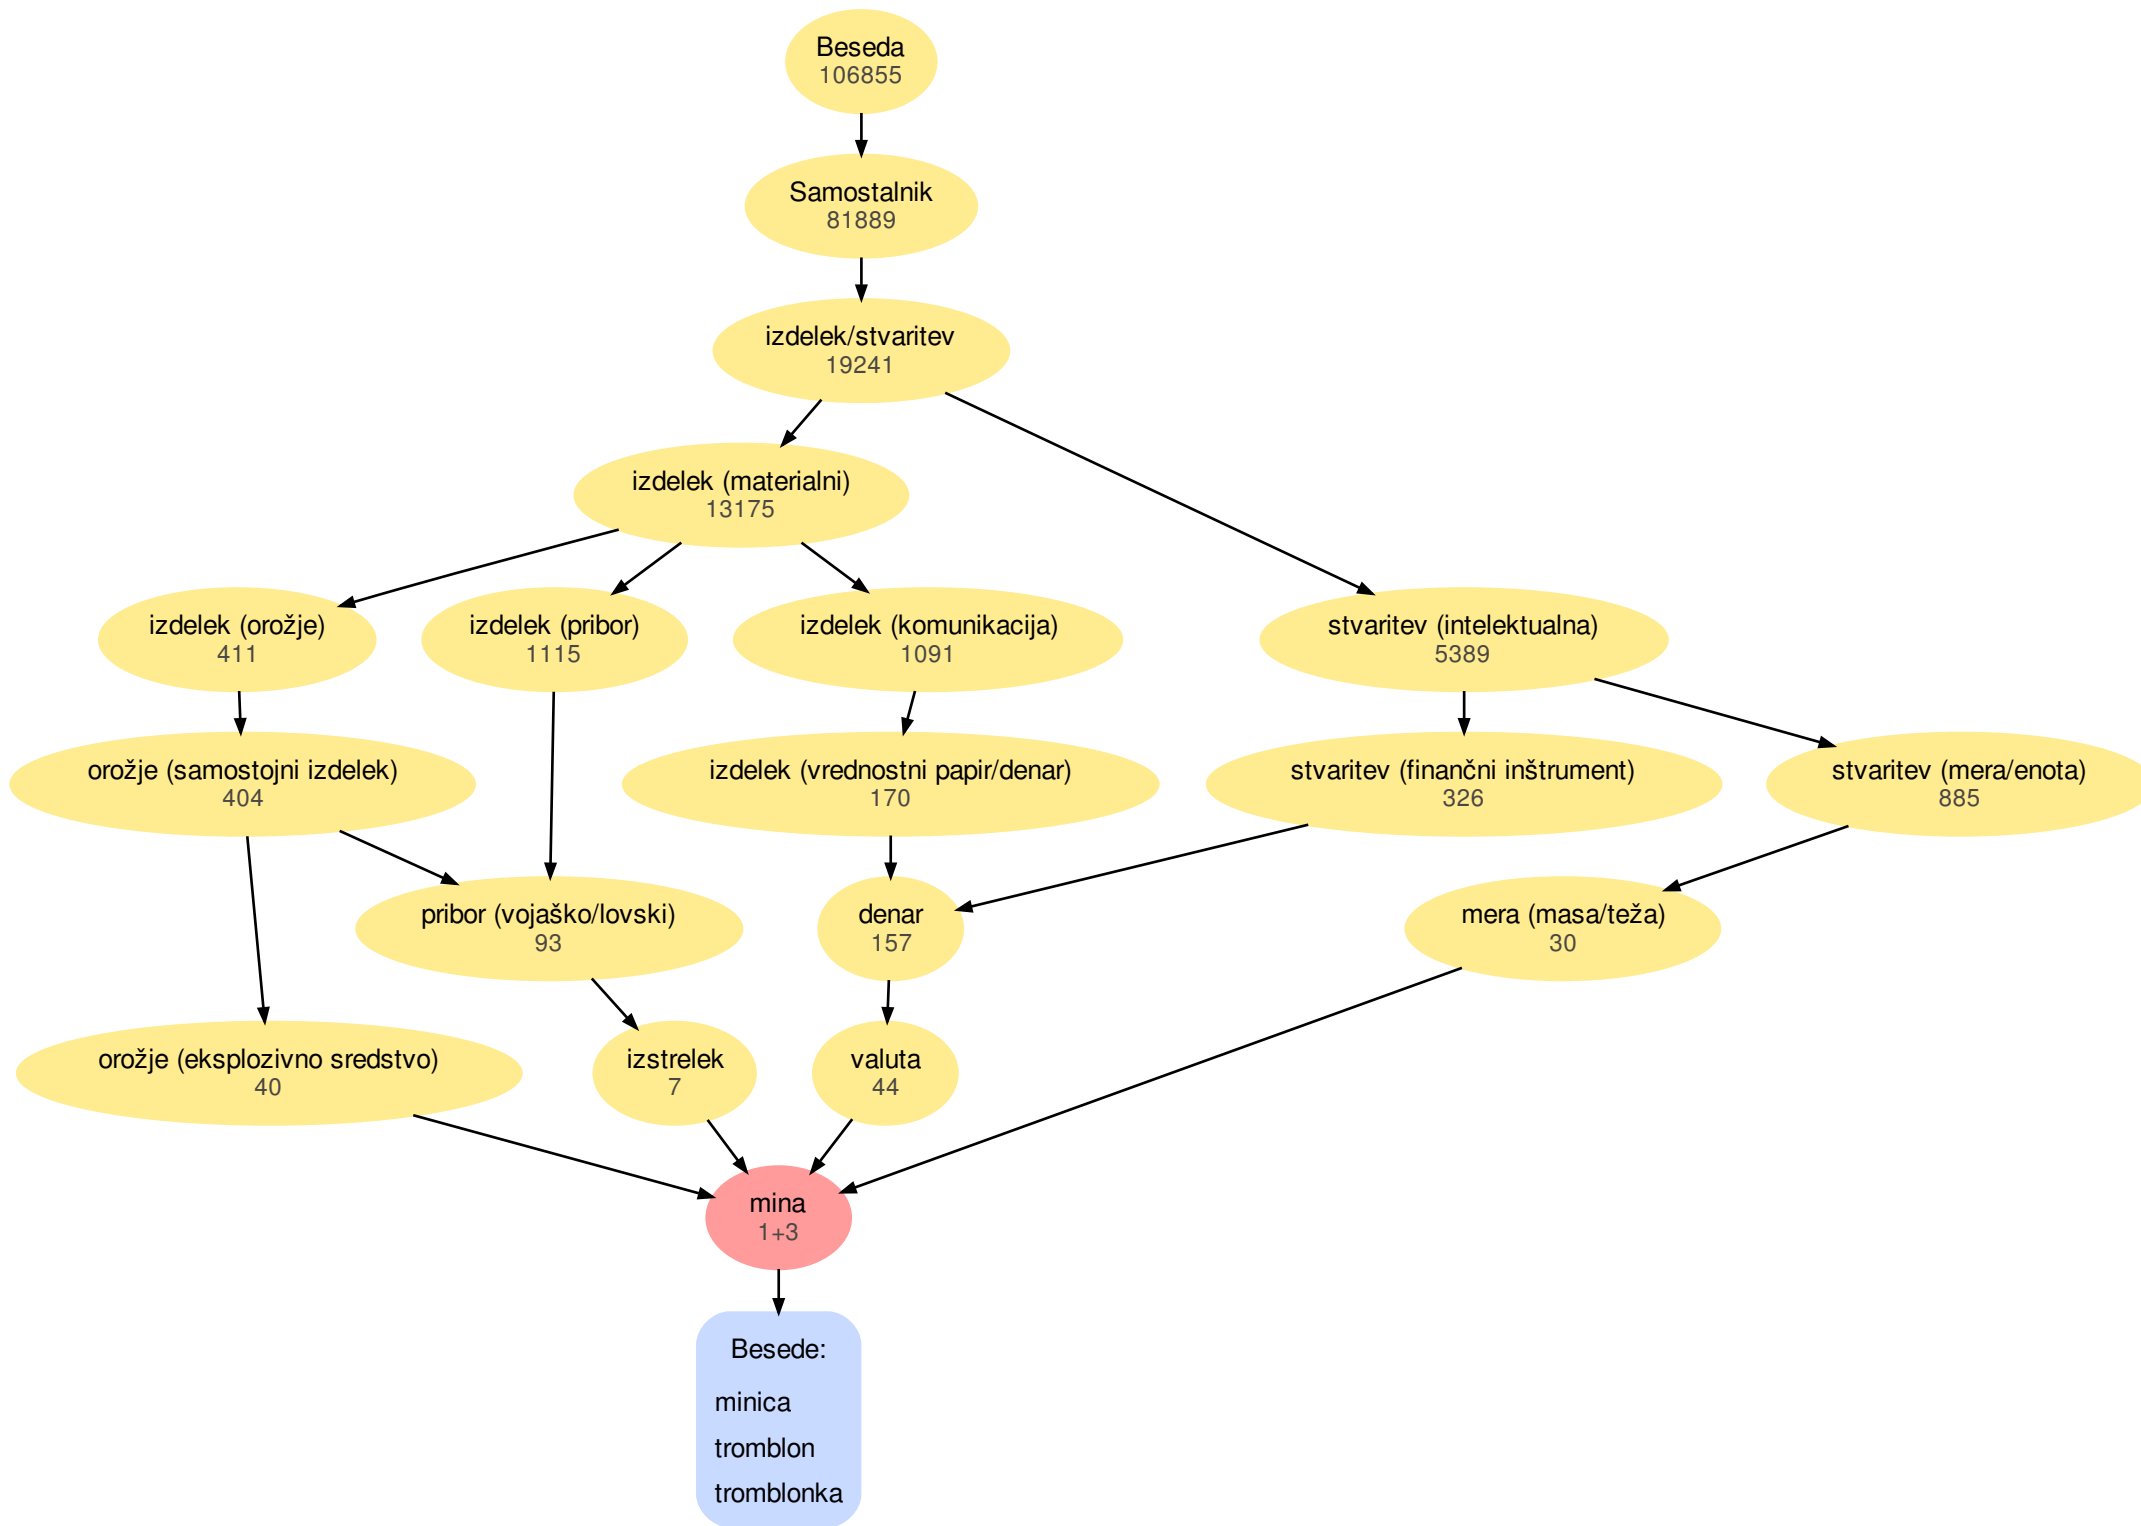 Beseda
106855
Samostalnik
81889
izdelek/stvaritev
19241
izdelek (materialni)
13175
izdelek (orožje)
411
izdelek (pribor)
1115
izdelek (komunikacija)
1091
stvaritev (intelektualna)
5389
orožje (samostojni izdelek)
404
izdelek (vrednostni papir/denar)
170
stvaritev (finančni inštrument)
326
stvaritev (mera/enota)
885
pribor (vojaško/lovski)
93
denar
157
mera (masa/teža)
30
orožje (eksplozivno sredstvo)
40
izstrelek
7
valuta
44
mina
1+3
Besede:
minica
tromblon
tromblonka